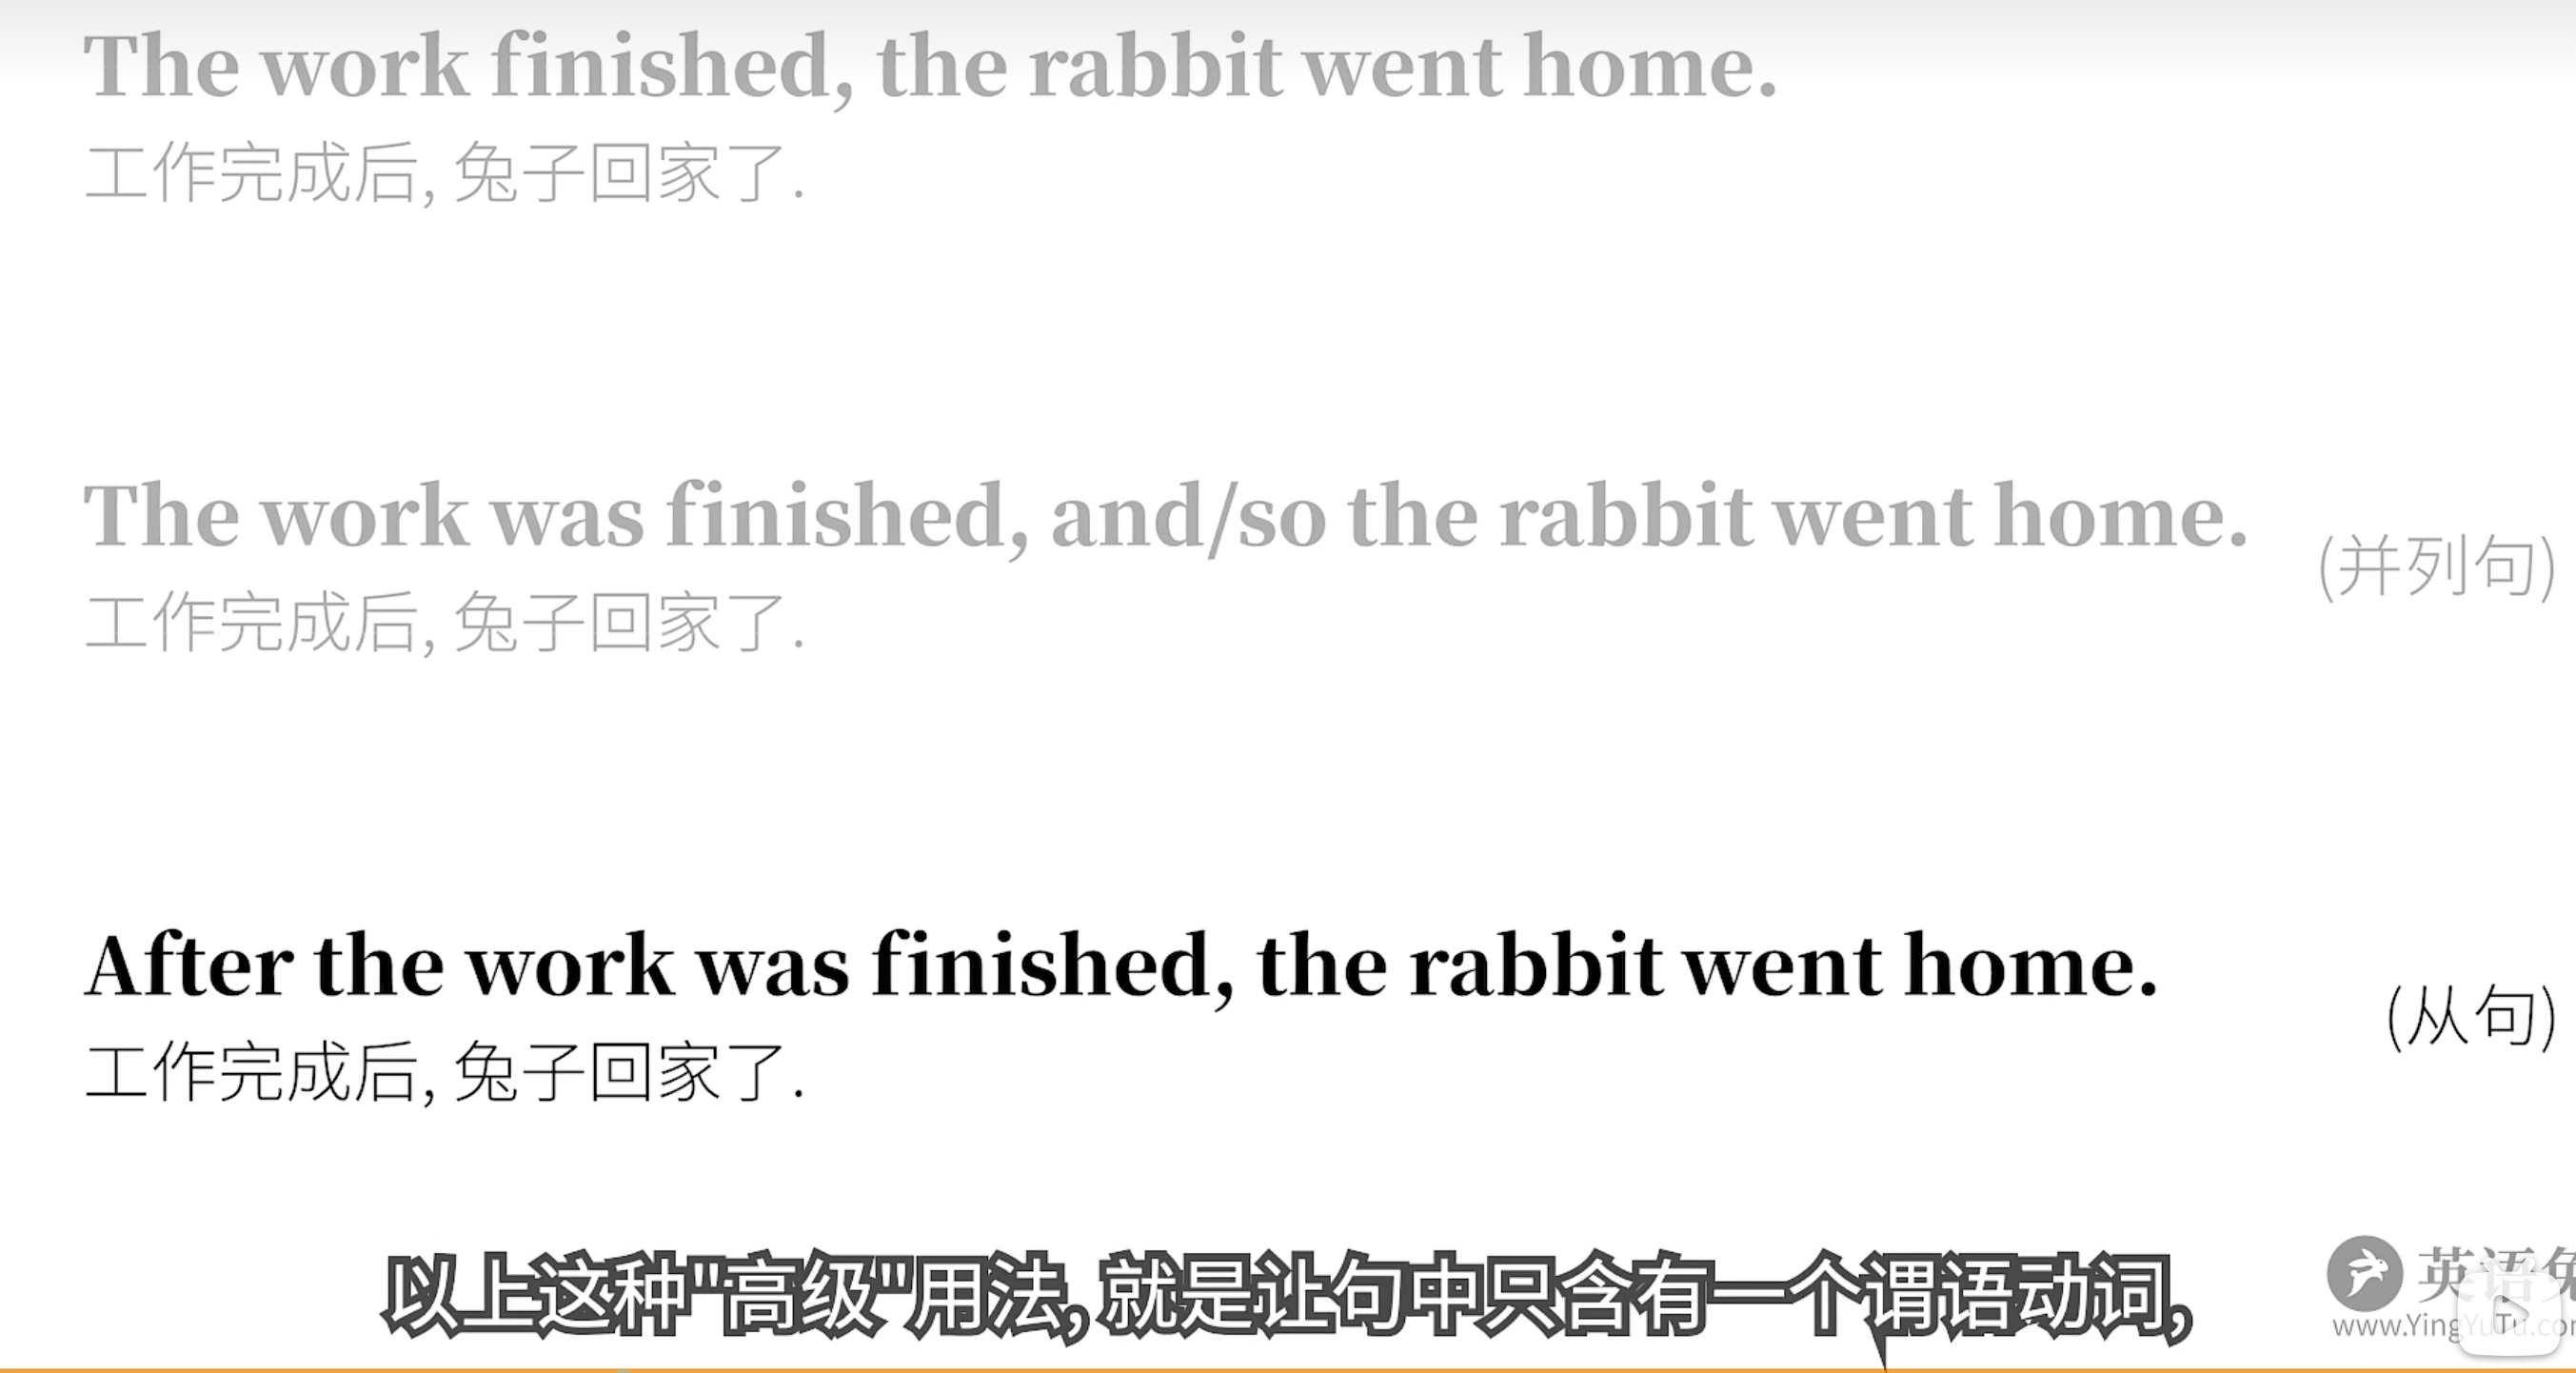 The work finished, the rabbit went home.
工作完成后, 兔子回家了.
The work was finished, and/so the rabbit went home.
(并列句)
工作完成后, 兔子回家了.
After the work was finished, the rabbit went home.
(从句)
工作完成后, 兔子回家了.
以上这种"高级"用法, 就是让句中只含有一个谓语动词,
英语
www.YingYuTu.co